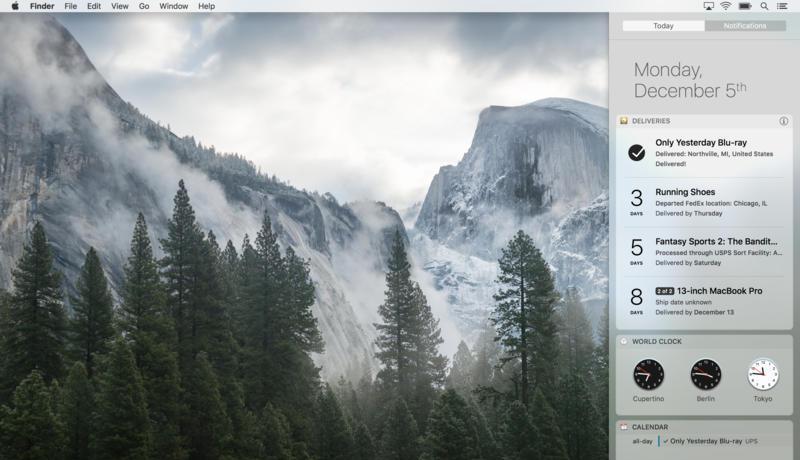 Finder File Edit View Go Window Help
Today Notifications
Monday,
December 5th
DELIVERIES
Only Yesterday Blu-ray
Delivered: Northville, MI, United States
Delivered!
3 DAYS
Running Shoes
Departed FedEx location: Chicago, IL
Delivered by Thursday
5 DAYS
Fantasy Sports 2: The Bandit...
Processed through USPS Sort Facility: A...
Delivered by Saturday
8 DAYS
2 of 2 13-inch MacBook Pro
Ship date unknown
Delivered by December 13
WORLD CLOCK
Cupertino Berlin Tokyo
CALENDAR
all-day ✓ Only Yesterday Blu-ray UPS